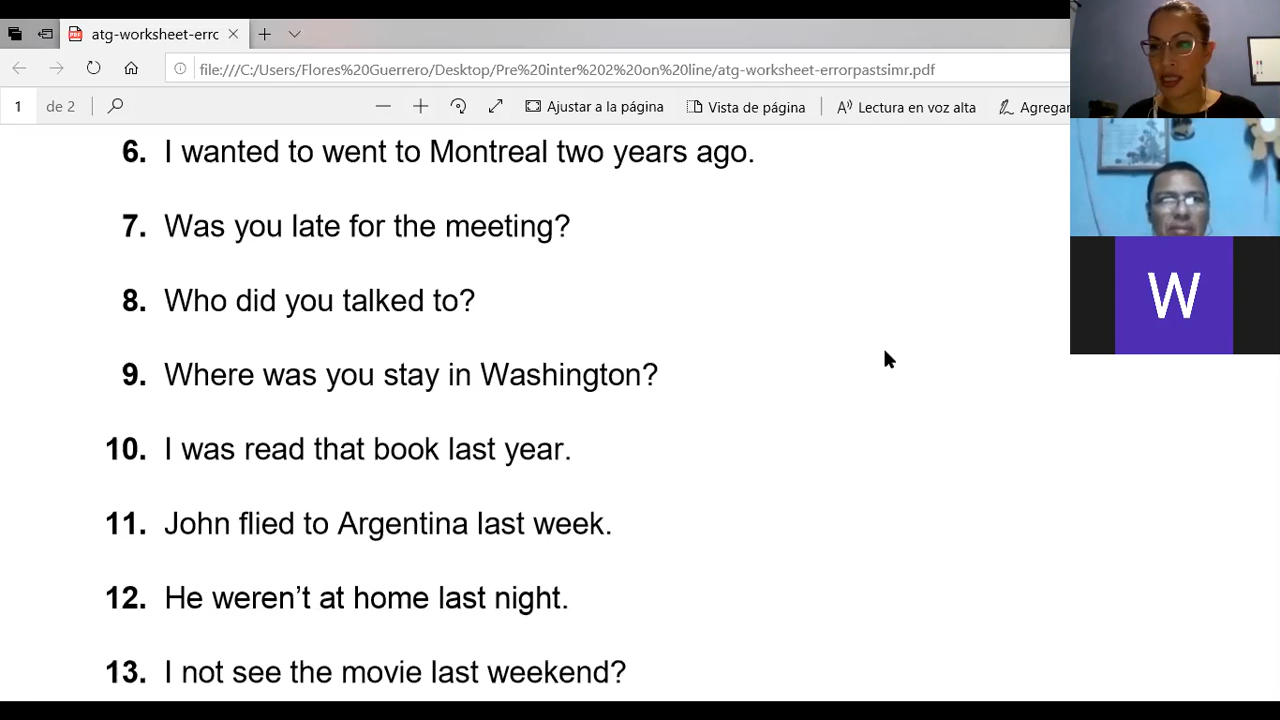 atg-worksheet-errc
file:///C:/Users/Flores%20Guerrero/Desktop/Pre%20inter%202%20on%20line/atg-worksheet-errorpastsimr.pdf
1 de 2 Ajustar a la página Vista de página Lectura en voz alta Agregar
6. I wanted to went to Montreal two years ago.
7. Was you late for the meeting?
8. Who did you talked to?
W
9. Where was you stay in Washington?
10. I was read that book last year.
11. John flied to Argentina last week.
12. He weren’t at home last night.
13. I not see the movie last weekend?